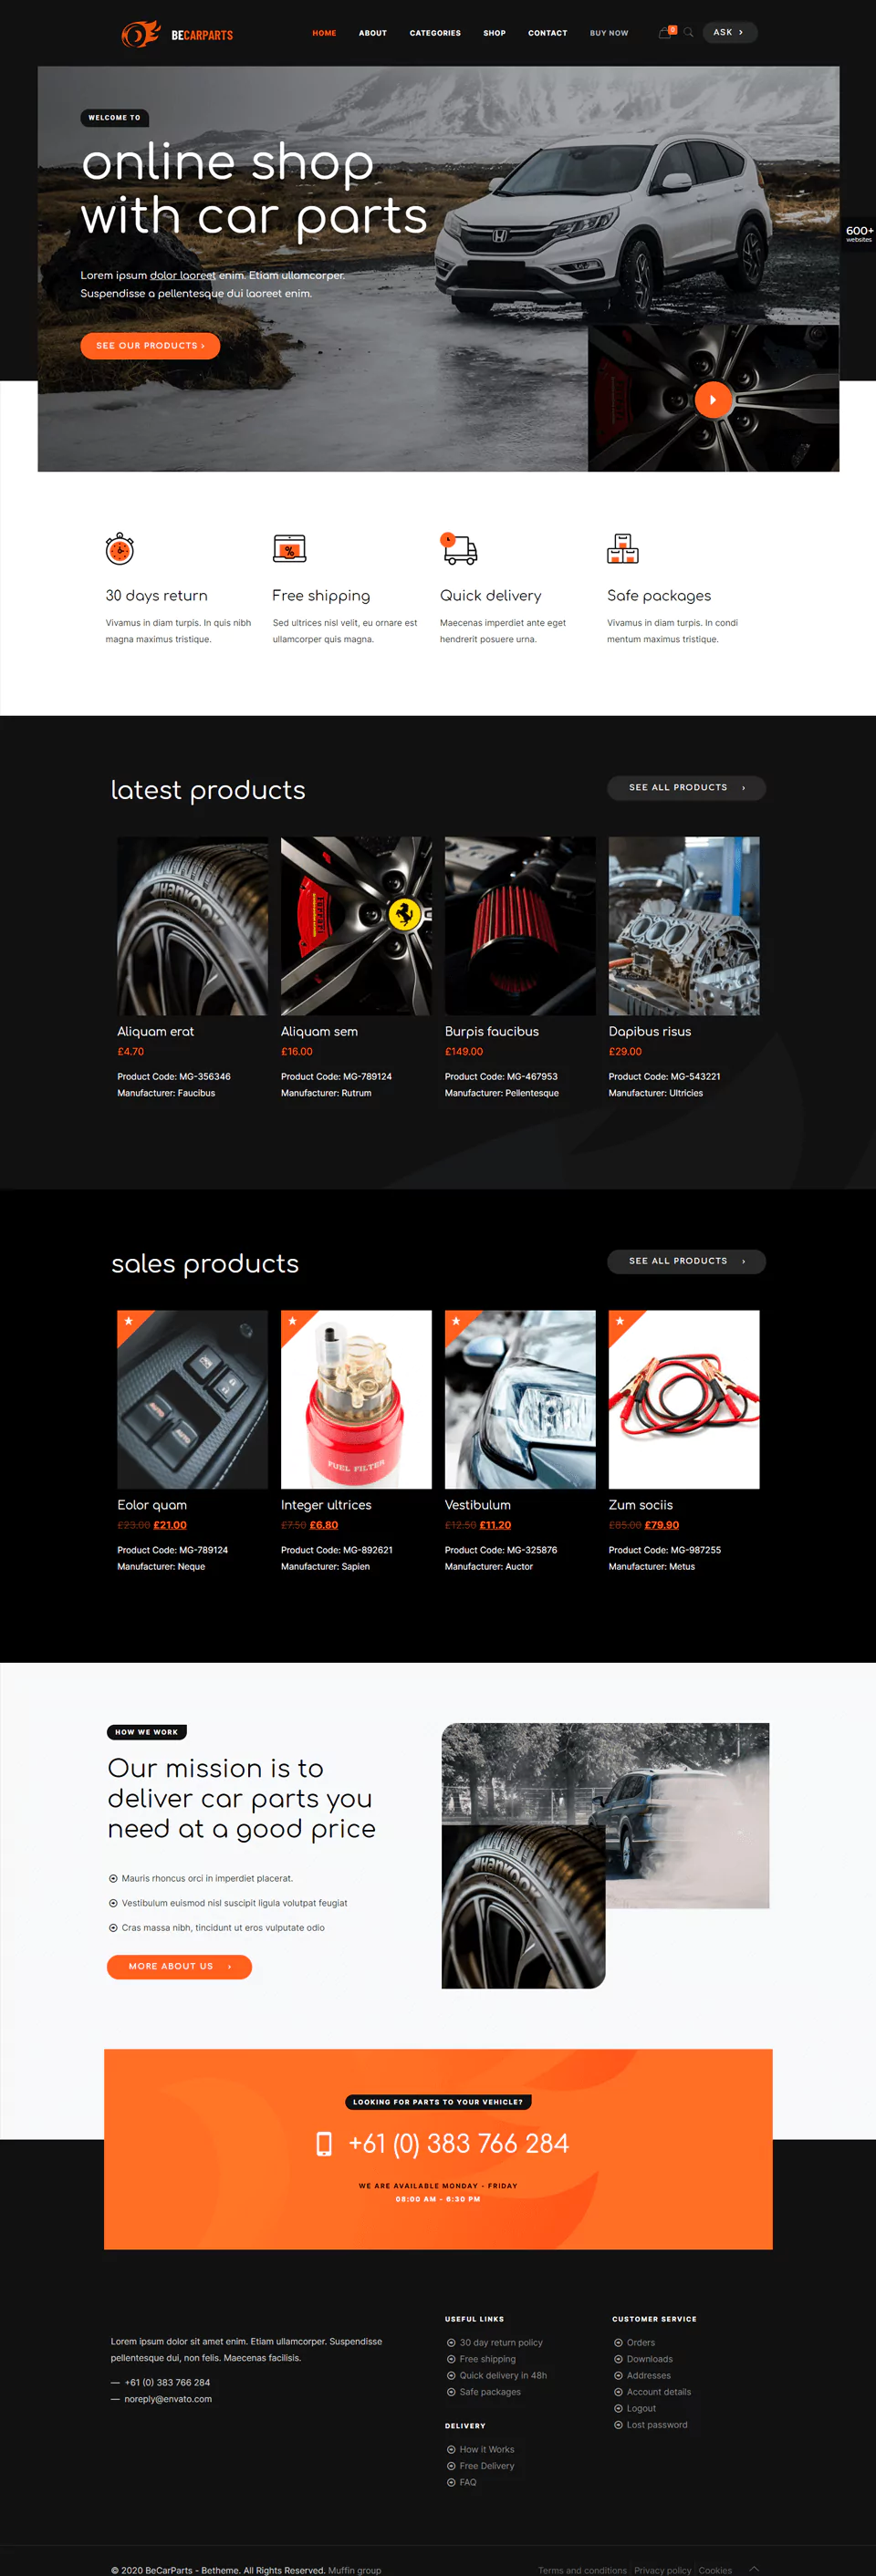 BECARPARTS
HOME ABOUT CATEGORIES SHOP CONTACT BUY NOW
0
ASK
WELCOME TO
online shop
with car parts
600+
websites
Lorem ipsum dolor laoreet enim. Etiam ullamcorper.
Suspendisse a pellentesque dui laoreet enim.
SEE OUR PRODUCTS
30 days return
Vivamus in diam turpis. In quis nibh
magna maximus tristique.
Free shipping
Sed ultrices nisl velit, eu ornare est
ullamcorper quis magna.
Quick delivery
Maecenas imperdiet ante eget
hendrerit posuere urna.
Safe packages
Vivamus in diam turpis. In condi
mentum maximus tristique.
latest products
SEE ALL PRODUCTS
HANKOOK
Aliquam erat
£4.70
Product Code: MG-356346
Manufacturer: Faucibus
Aliquam sem
£16.00
Product Code: MG-789124
Manufacturer: Rutrum
Burpis faucibus
£149.00
Product Code: MG-467953
Manufacturer: Pellentesque
Dapibus risus
£29.00
Product Code: MG-543221
Manufacturer: Ultricies
sales products
SEE ALL PRODUCTS
AUTO
AUTO
Eolor quam
£23.00 £21.00
Product Code: MG-789124
Manufacturer: Neque
FUEL FILTER
Integer ultrices
£7.50 £6.80
Product Code: MG-892621
Manufacturer: Sapien
Vestibulum
£12.50 £11.20
Product Code: MG-325876
Manufacturer: Auctor
Zum sociis
£85.00 £79.90
Product Code: MG-987255
Manufacturer: Metus
HOW WE WORK
Our mission is to
deliver car parts you
need at a good price
Mauris rhoncus orci in imperdiet placerat.
Vestibulum euismod nisl suscipit ligula volutpat feugiat
Cras massa nibh, tincidunt ut eros vulputate odio
MORE ABOUT US
HANKOOK
LOOKING FOR PARTS TO YOUR VEHICLE?
+61 (0) 383 766 284
WE ARE AVAILABLE MONDAY - FRIDAY
08:00 AM - 6:30 PM
Lorem ipsum dolor sit amet enim. Etiam ullamcorper. Suspendisse
pellentesque dui, non felis. Maecenas facilisis.
— +61 (0) 383 766 284
— noreply@envato.com
USEFUL LINKS
30 day return policy
Free shipping
Quick delivery in 48h
Safe packages
DELIVERY
How it Works
Free Delivery
FAQ
CUSTOMER SERVICE
Orders
Downloads
Addresses
Account details
Logout
Lost password
© 2020 BeCarParts - Betheme. All Rights Reserved. Muffin group
Terms and conditions | Privacy policy | Cookies